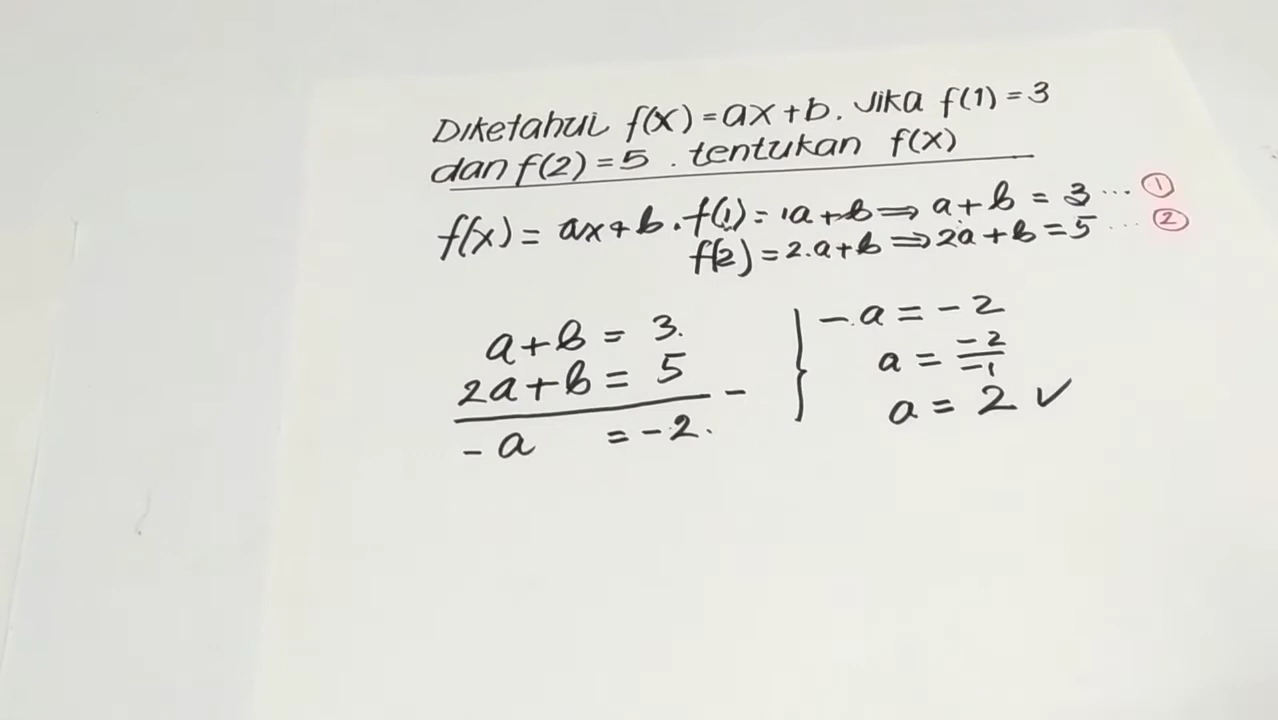 Diketahui f(x) = ax + b. Jika f(1) = 3
dan f(2) = 5. tentukan f(x)
f(x) = ax + b. f(1) = 1a + b ⇒ a + b = 3 ... ①
f(2) = 2.a + b ⇒ 2a + b = 5 ... ②
a + b = 3.
2a + b = 5
-
- a = -2.
- a = -2
a = -2/-1
a = 2 ✓